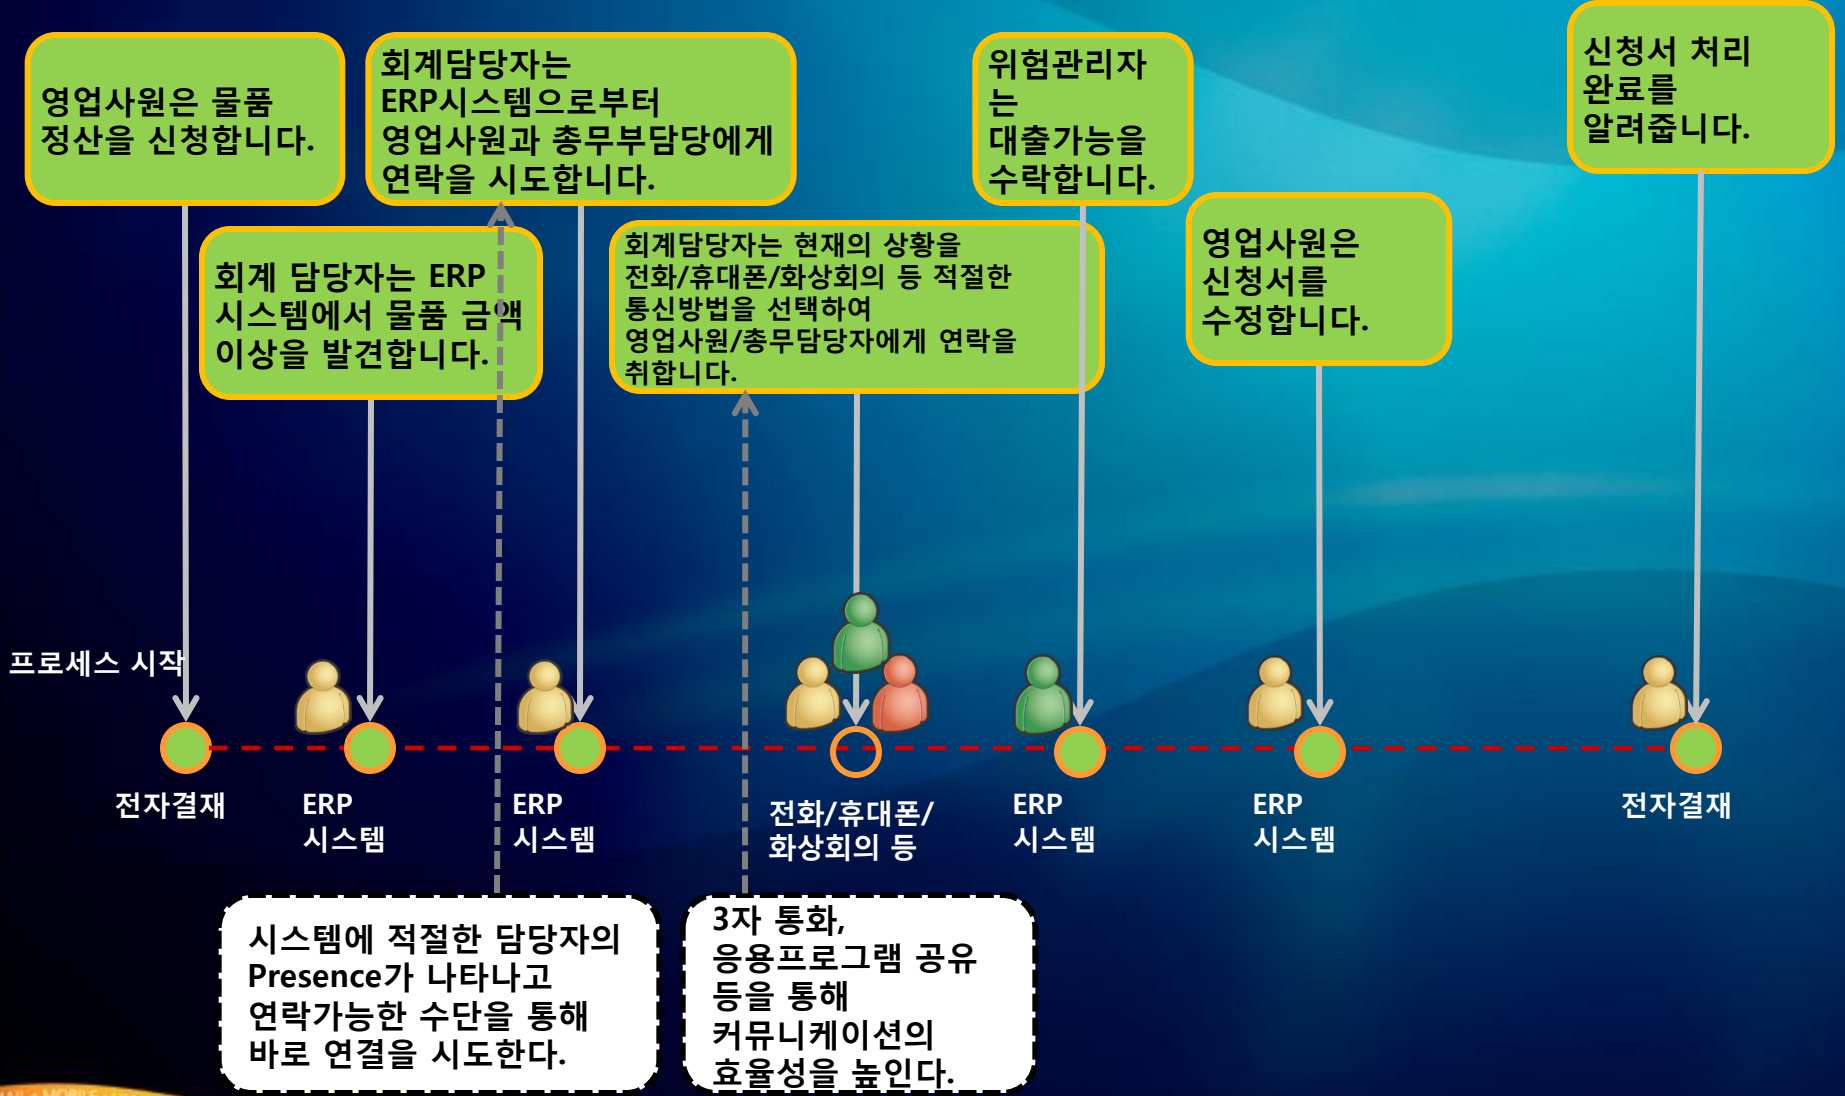 영업사원은 물품
정산을 신청합니다.
회계담당자는
ERP시스템으로부터
영업사원과 총무부담당에게
연락을 시도합니다.
위험관리자
는
대출가능을
수락합니다.
신청서 처리
완료를
알려줍니다.
회계 담당자는 ERP
시스템에서 물품 금액
이상을 발견합니다.
회계담당자는 현재의 상황을
전화/휴대폰/화상회의 등 적절한
통신방법을 선택하여
영업사원/총무담당자에게 연락을
취합니다.
영업사원은
신청서를
수정합니다.
프로세스 시작
전자결재
ERP
시스템
ERP
시스템
전화/휴대폰/
화상회의 등
ERP
시스템
ERP
시스템
전자결재
시스템에 적절한 담당자의
Presence가 나타나고
연락가능한 수단을 통해
바로 연결을 시도한다.
3자 통화,
응용프로그램 공유
등을 통해
커뮤니케이션의
효율성을 높인다.